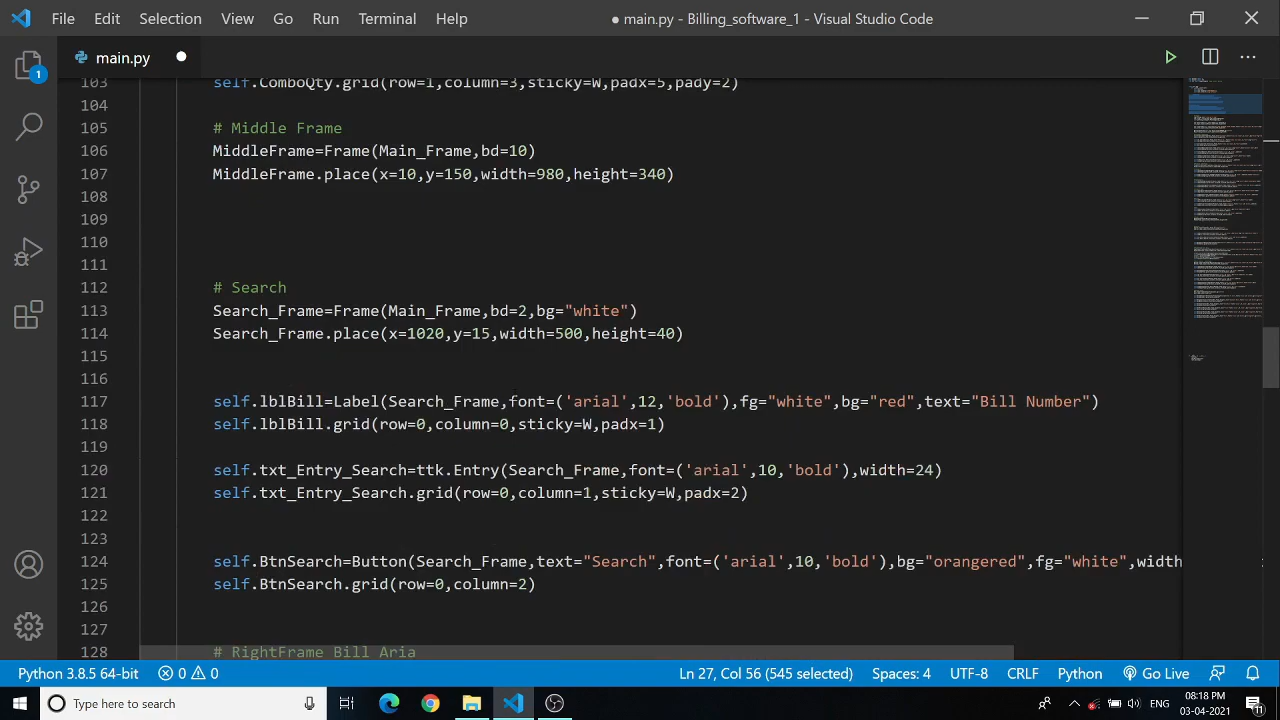 File Edit Selection View Go Run Terminal Help ● main.py - Billing_software_1 - Visual Studio Code
main.py
1
103 self.ComboQty.grid(row=1,column=3,sticky=W,padx=5,pady=2)
104
105 # Middle Frame
106 MiddleFrame=Frame(Main_Frame,bd=
107 MiddleFrame.place(x=10,y=150,width=980,height=340)
108
109
110
111
112 # Search
113 Search_Frame=Frame(Main_Frame, bg="white")
114 Search_Frame.place(x=1020,y=15,width=500,height=40)
115
116
117 self.lblBill=Label(Search_Frame,font=('arial',12,'bold'),fg="white",bg="red",text="Bill Number")
118 self.lblBill.grid(row=0,column=0,sticky=W,padx=1)
119
120 self.txt_Entry_Search=ttk.Entry(Search_Frame,font=('arial',10,'bold'),width=24)
121 self.txt_Entry_Search.grid(row=0,column=1,sticky=W,padx=2)
122
123
124 self.BtnSearch=Button(Search_Frame,text="Search",font=('arial',10,'bold'),bg="orangered",fg="white",width
125 self.BtnSearch.grid(row=0,column=2)
126
127
128 # RightFrame Bill Aria
Python 3.8.5 64-bit 0 0 Ln 27, Col 56 (545 selected) Spaces: 4 UTF-8 CRLF Python Go Live
Type here to search ENG 08:18 PM
03-04-2021 11